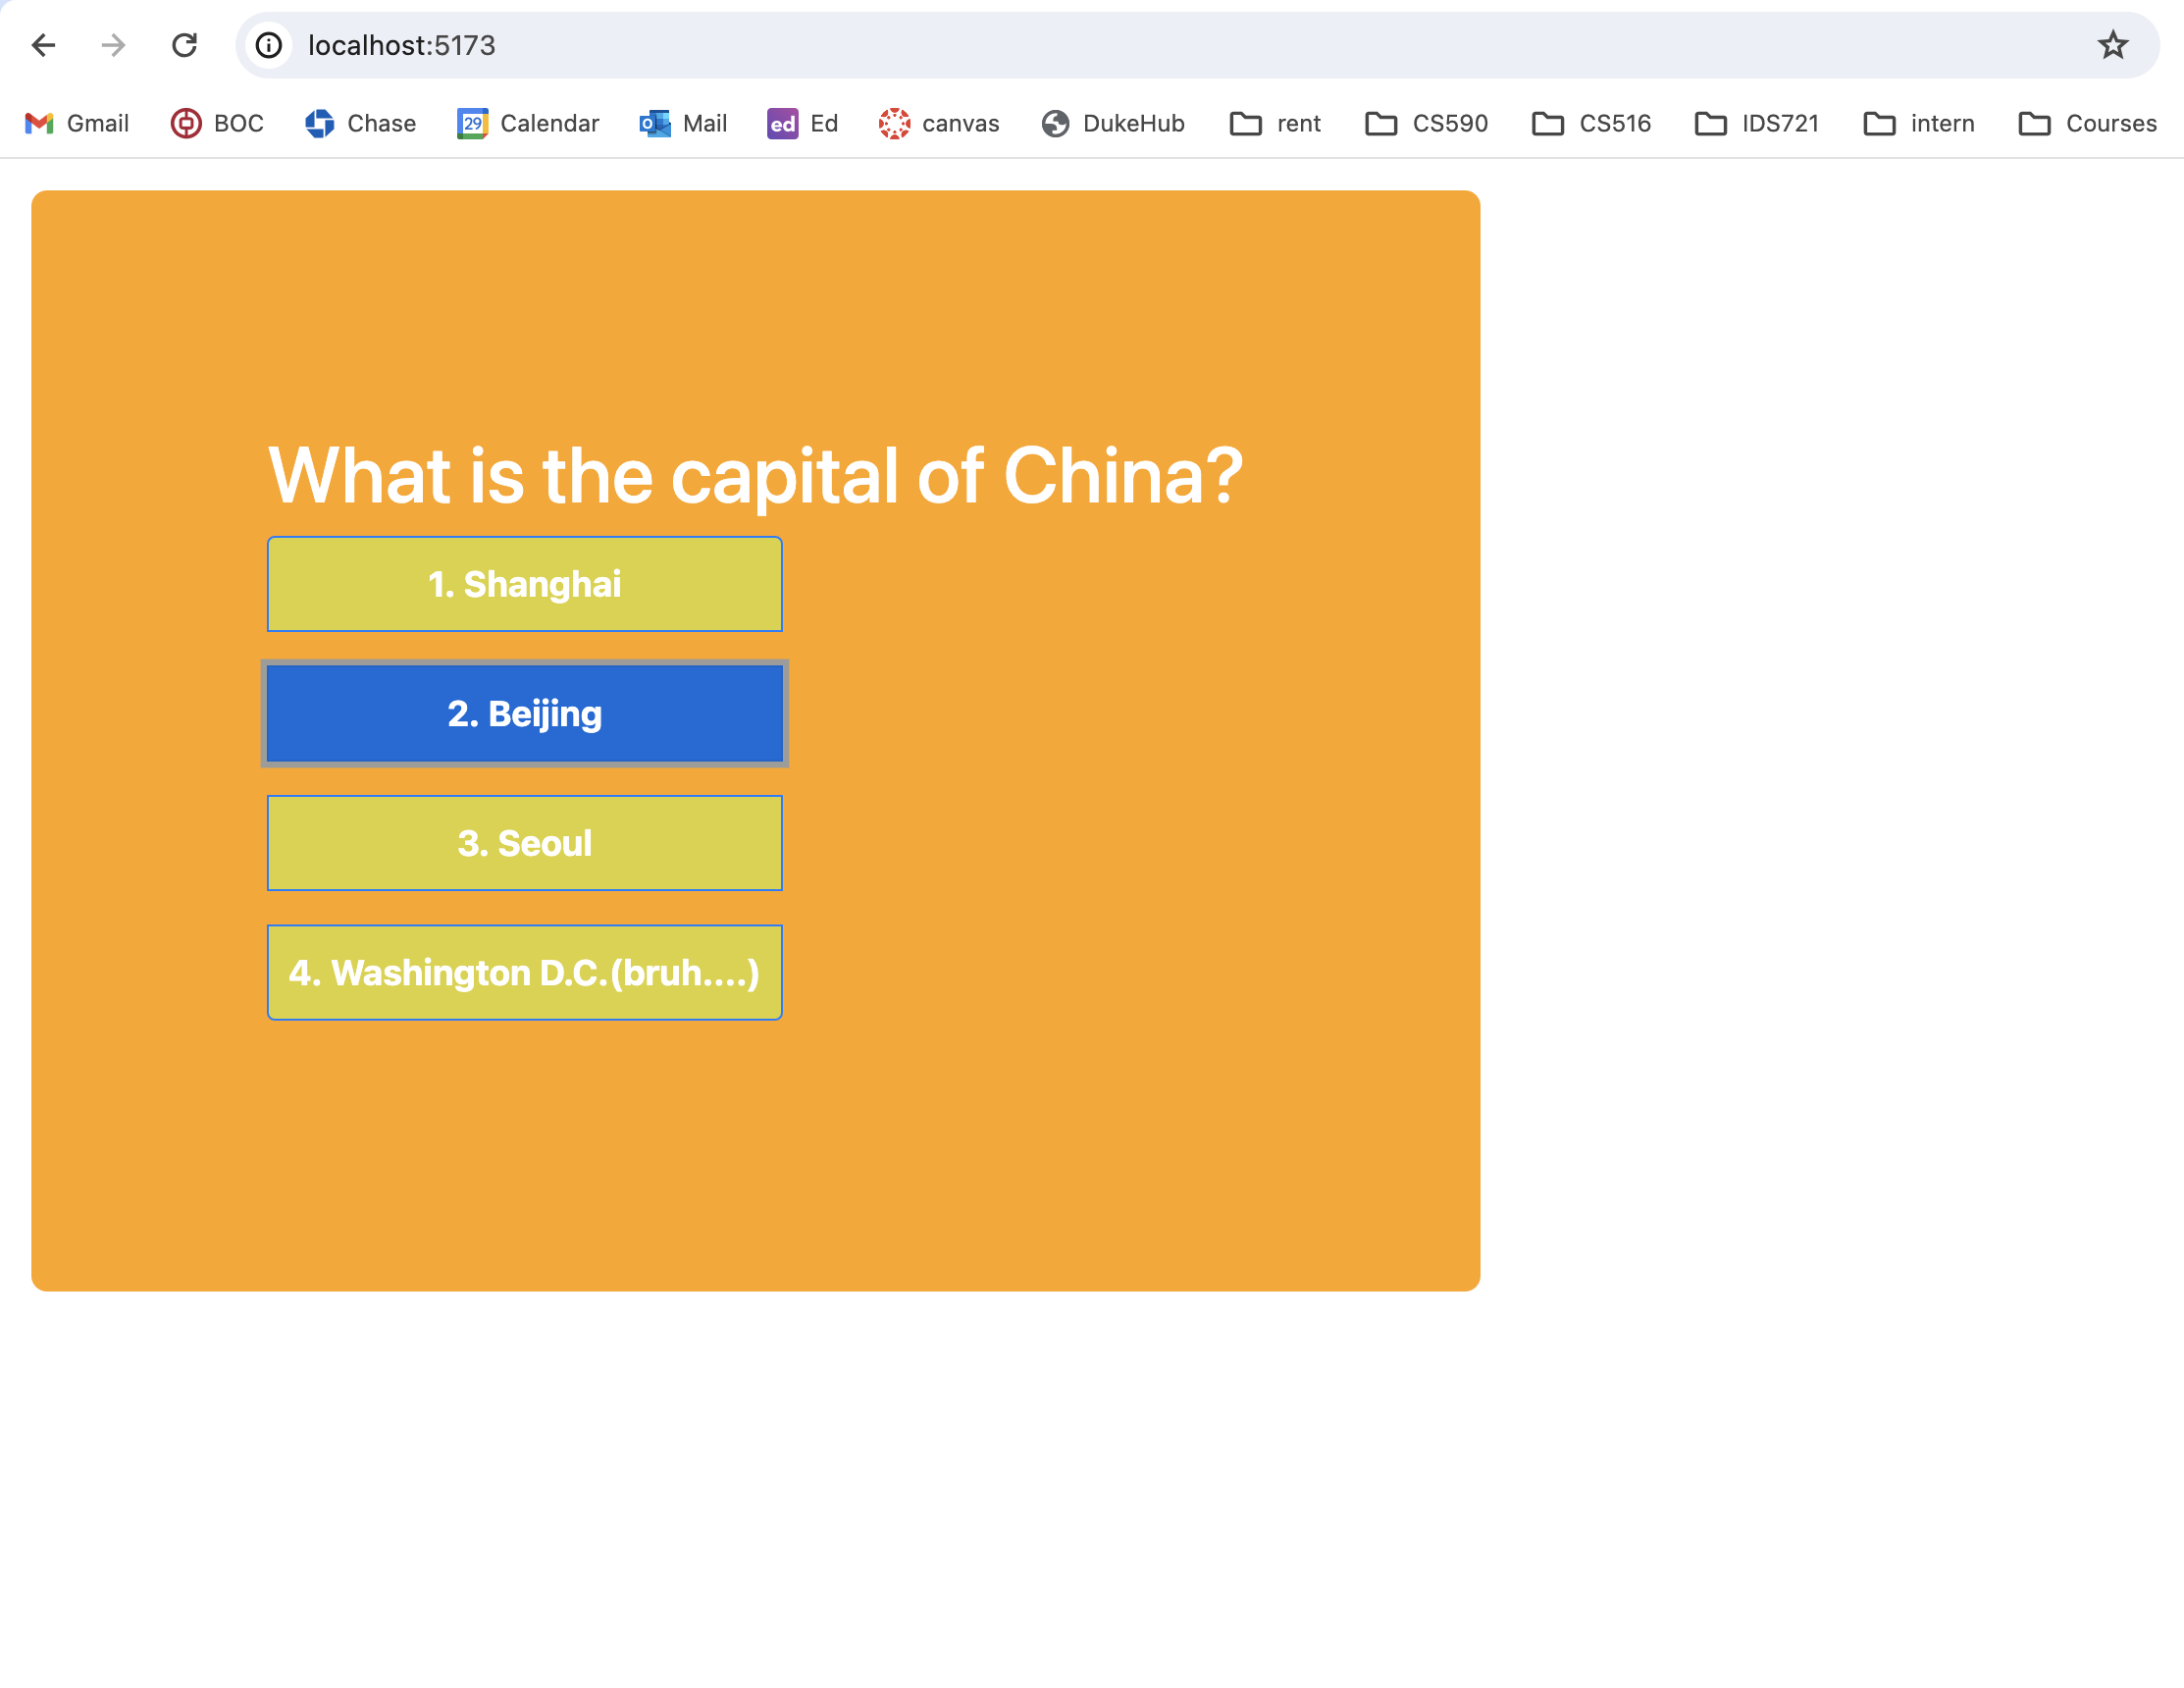 localhost:5173
Gmail BOC Chase 29 Calendar Mail ed Ed canvas DukeHub rent CS590 CS516 IDS721 intern Courses
What is the capital of China?
1. Shanghai
2. Beijing
3. Seoul
4. Washington D.C.(bruh....)